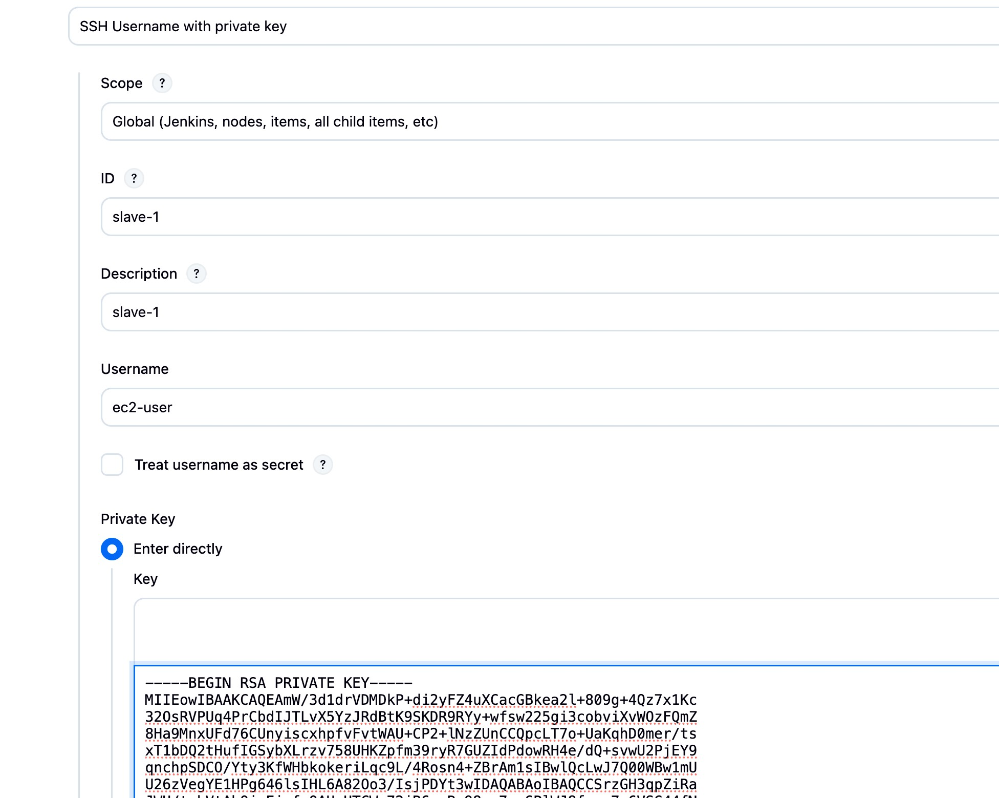 SSH Username with private key
Scope ?
Global (Jenkins, nodes, items, all child items, etc)
ID ?
slave-1
Description ?
slave-1
Username
ec2-user
Treat username as secret ?
Private Key
Enter directly
Key
-----BEGIN RSA PRIVATE KEY-----
MIIEowIBAAKCAQEAmW/3d1drVDMDkP+di2yFZ4uXCacGBkea2l+809g+4Qz7x1Kc
32OsRVPUq4PrCbdIJTLvX5YzJRdBtK9SKDR9RYy+wfsw225gi3cobviXvWOzFQmZ
8Ha9MnxUFd76CUnyiscxhpfvFvtWAU+CP2+lNzZUnCCQpcLT7o+UaKqhD0mer/ts
xT1bDQ2tHufIGSybXLrzv758UHKZpfm39ryR7GUZIdPdowRH4e/dQ+svwU2PjEY9
qnchpSDCO/Yty3KfWHbkokeriLqc9L/4Rosn4+ZBrAm1sIBwlQcLwJ7Q00WBw1mU
U26zVegYE1HPg646lsIHL6A82Oo3/IsjPDYt3wIDAQABAoIBAQCCSrzGH3qpZiRa